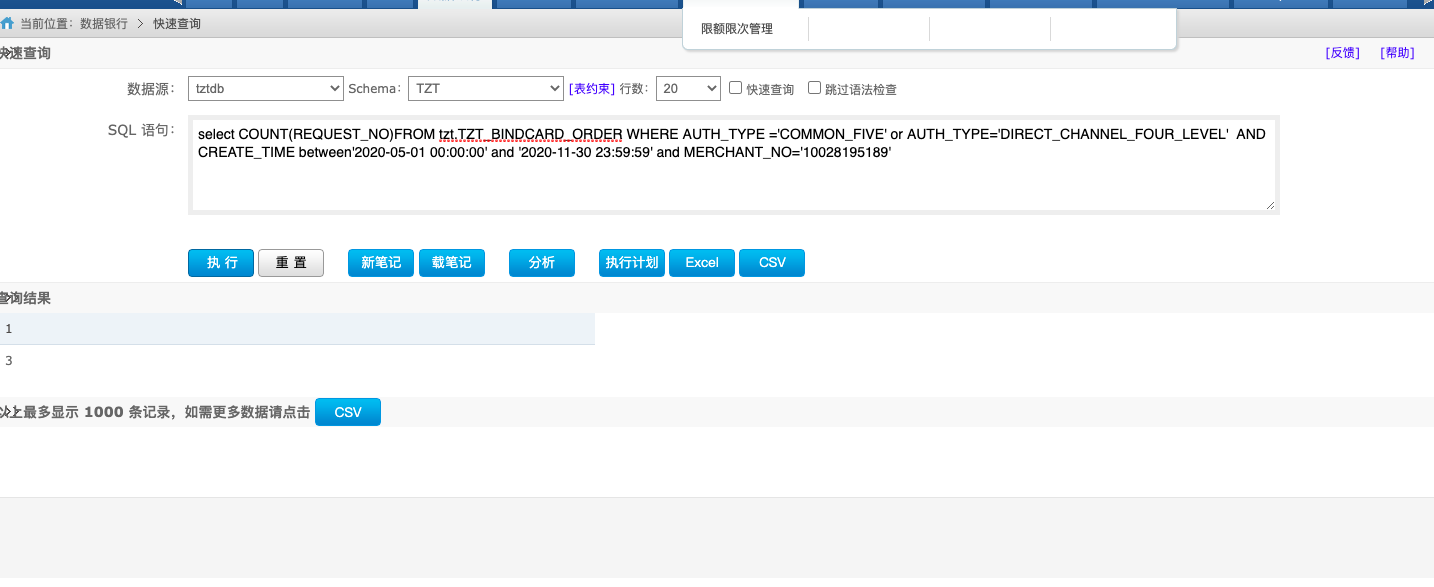 限额限次管理
当前位置：数据银行 > 快速查询
快速查询
[反馈] [帮助]
数据源： tztdb Schema： TZT [表约束] 行数： 20 快速查询 跳过语法检查
SQL 语句：
select COUNT(REQUEST_NO)FROM tzt.TZT_BINDCARD_ORDER WHERE AUTH_TYPE ='COMMON_FIVE' or AUTH_TYPE='DIRECT_CHANNEL_FOUR_LEVEL' AND
CREATE_TIME between'2020-05-01 00:00:00' and '2020-11-30 23:59:59' and MERCHANT_NO='10028195189'
执 行 重 置 新笔记 载笔记 分析 执行计划 Excel CSV
查询结果
1
3
以上最多显示 1000 条记录，如需更多数据请点击 CSV